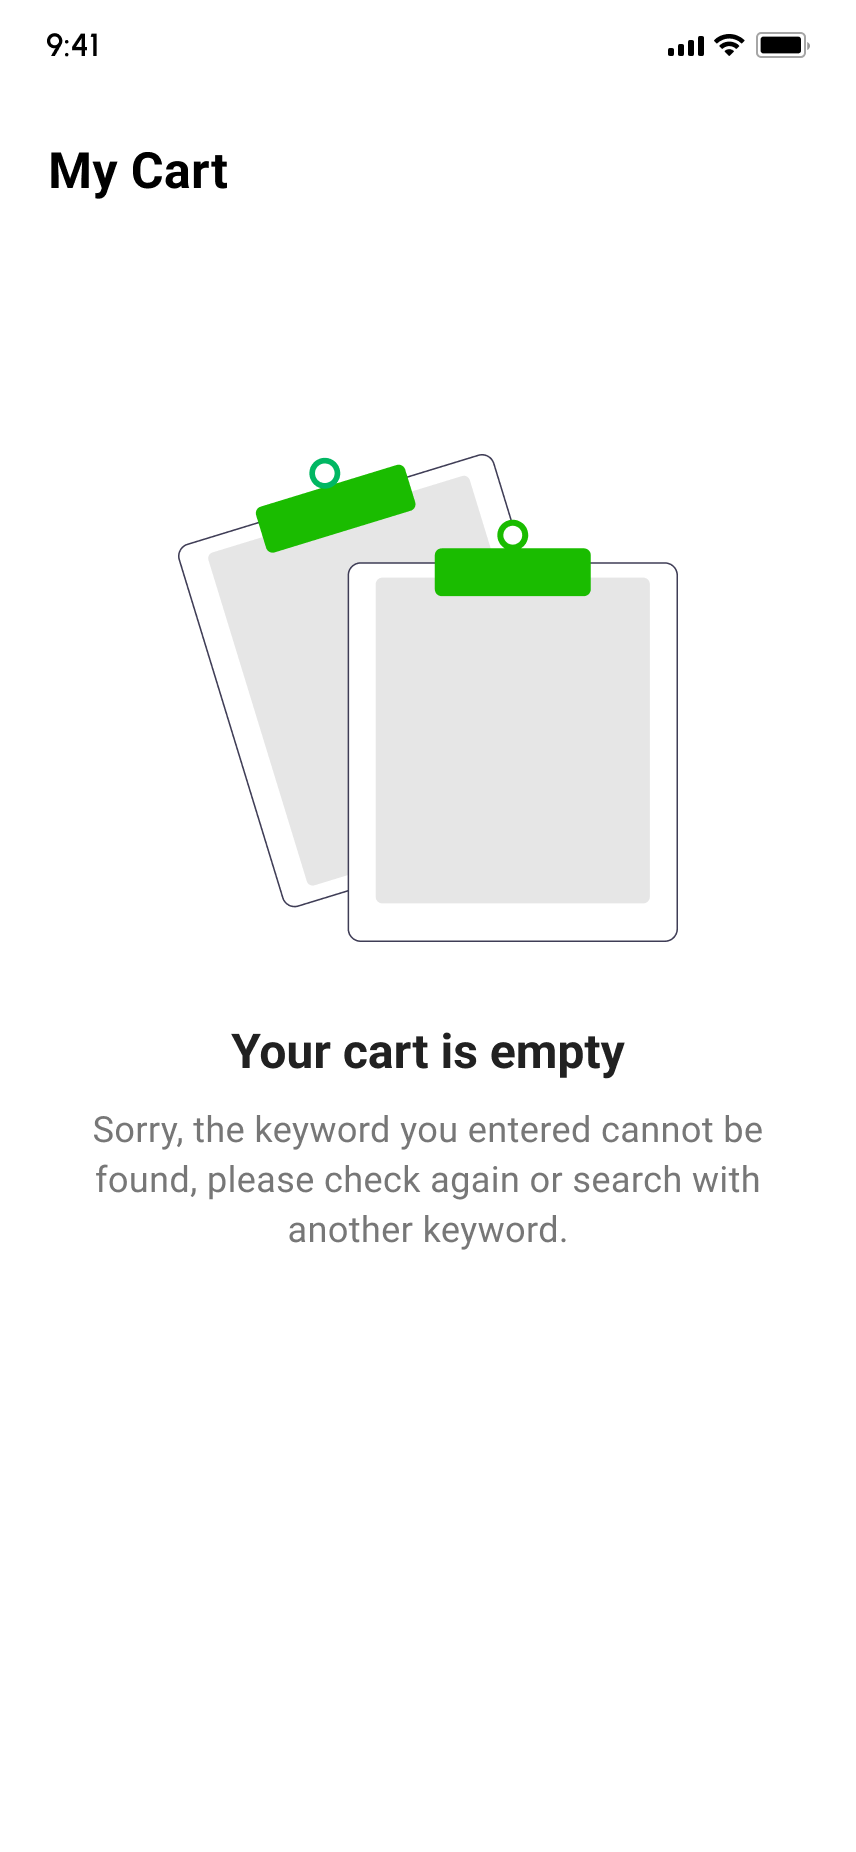 9:41
My Cart
Your cart is empty
Sorry, the keyword you entered cannot be
found, please check again or search with
another keyword.